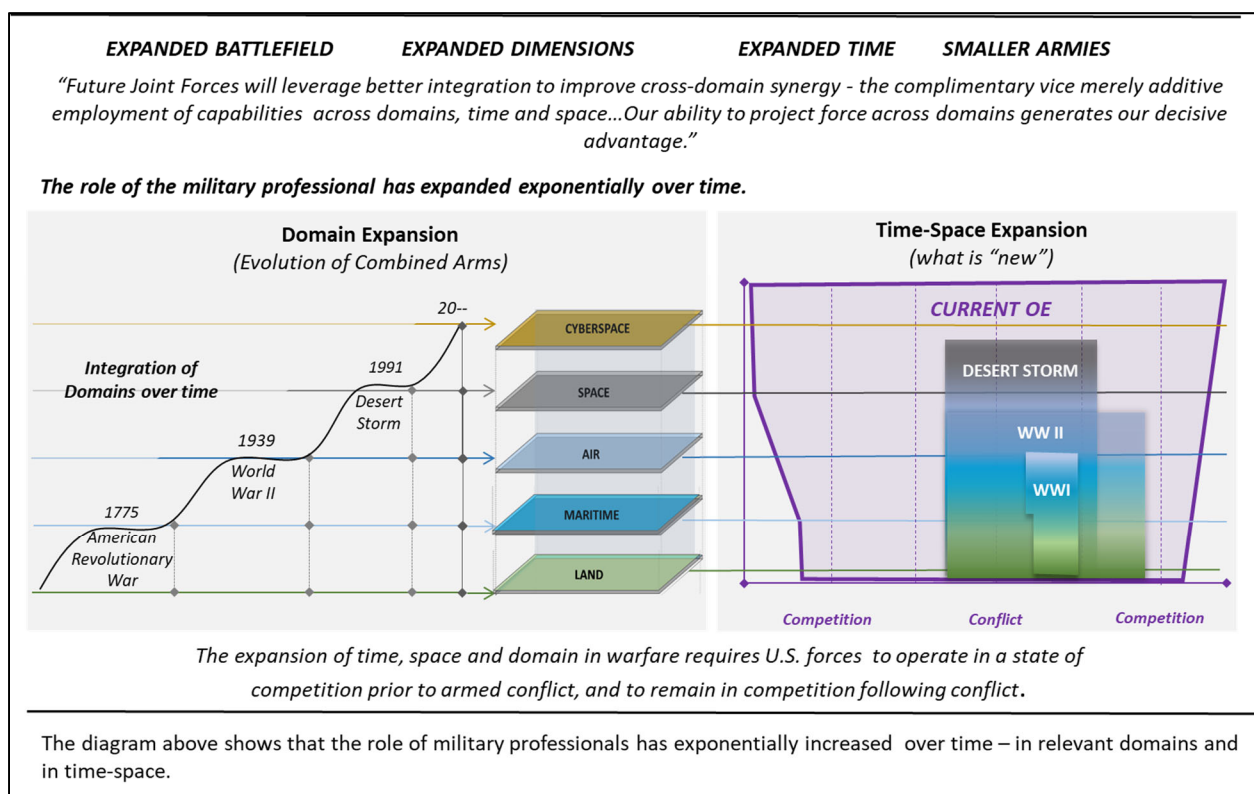 EXPANDED BATTLEFIELD EXPANDED DIMENSIONS EXPANDED TIME SMALLER ARMIES
“Future Joint Forces will leverage better integration to improve cross-domain synergy - the complimentary vice merely additive
employment of capabilities across domains, time and space...Our ability to project force across domains generates our decisive
advantage.”
The role of the military professional has expanded exponentially over time.
Domain Expansion
(Evolution of Combined Arms)
Integration of
Domains over time
20--
1991
Desert
Storm
1939
World
War II
1775
American
Revolutionary
War
CYBERSPACE
SPACE
AIR
MARITIME
LAND
Time-Space Expansion
(what is “new”)
CURRENT OE
DESERT STORM
WW II
WWI
Competition Conflict Competition
The expansion of time, space and domain in warfare requires U.S. forces to operate in a state of
competition prior to armed conflict, and to remain in competition following conflict.
The diagram above shows that the role of military professionals has exponentially increased over time – in relevant domains and
in time-space.